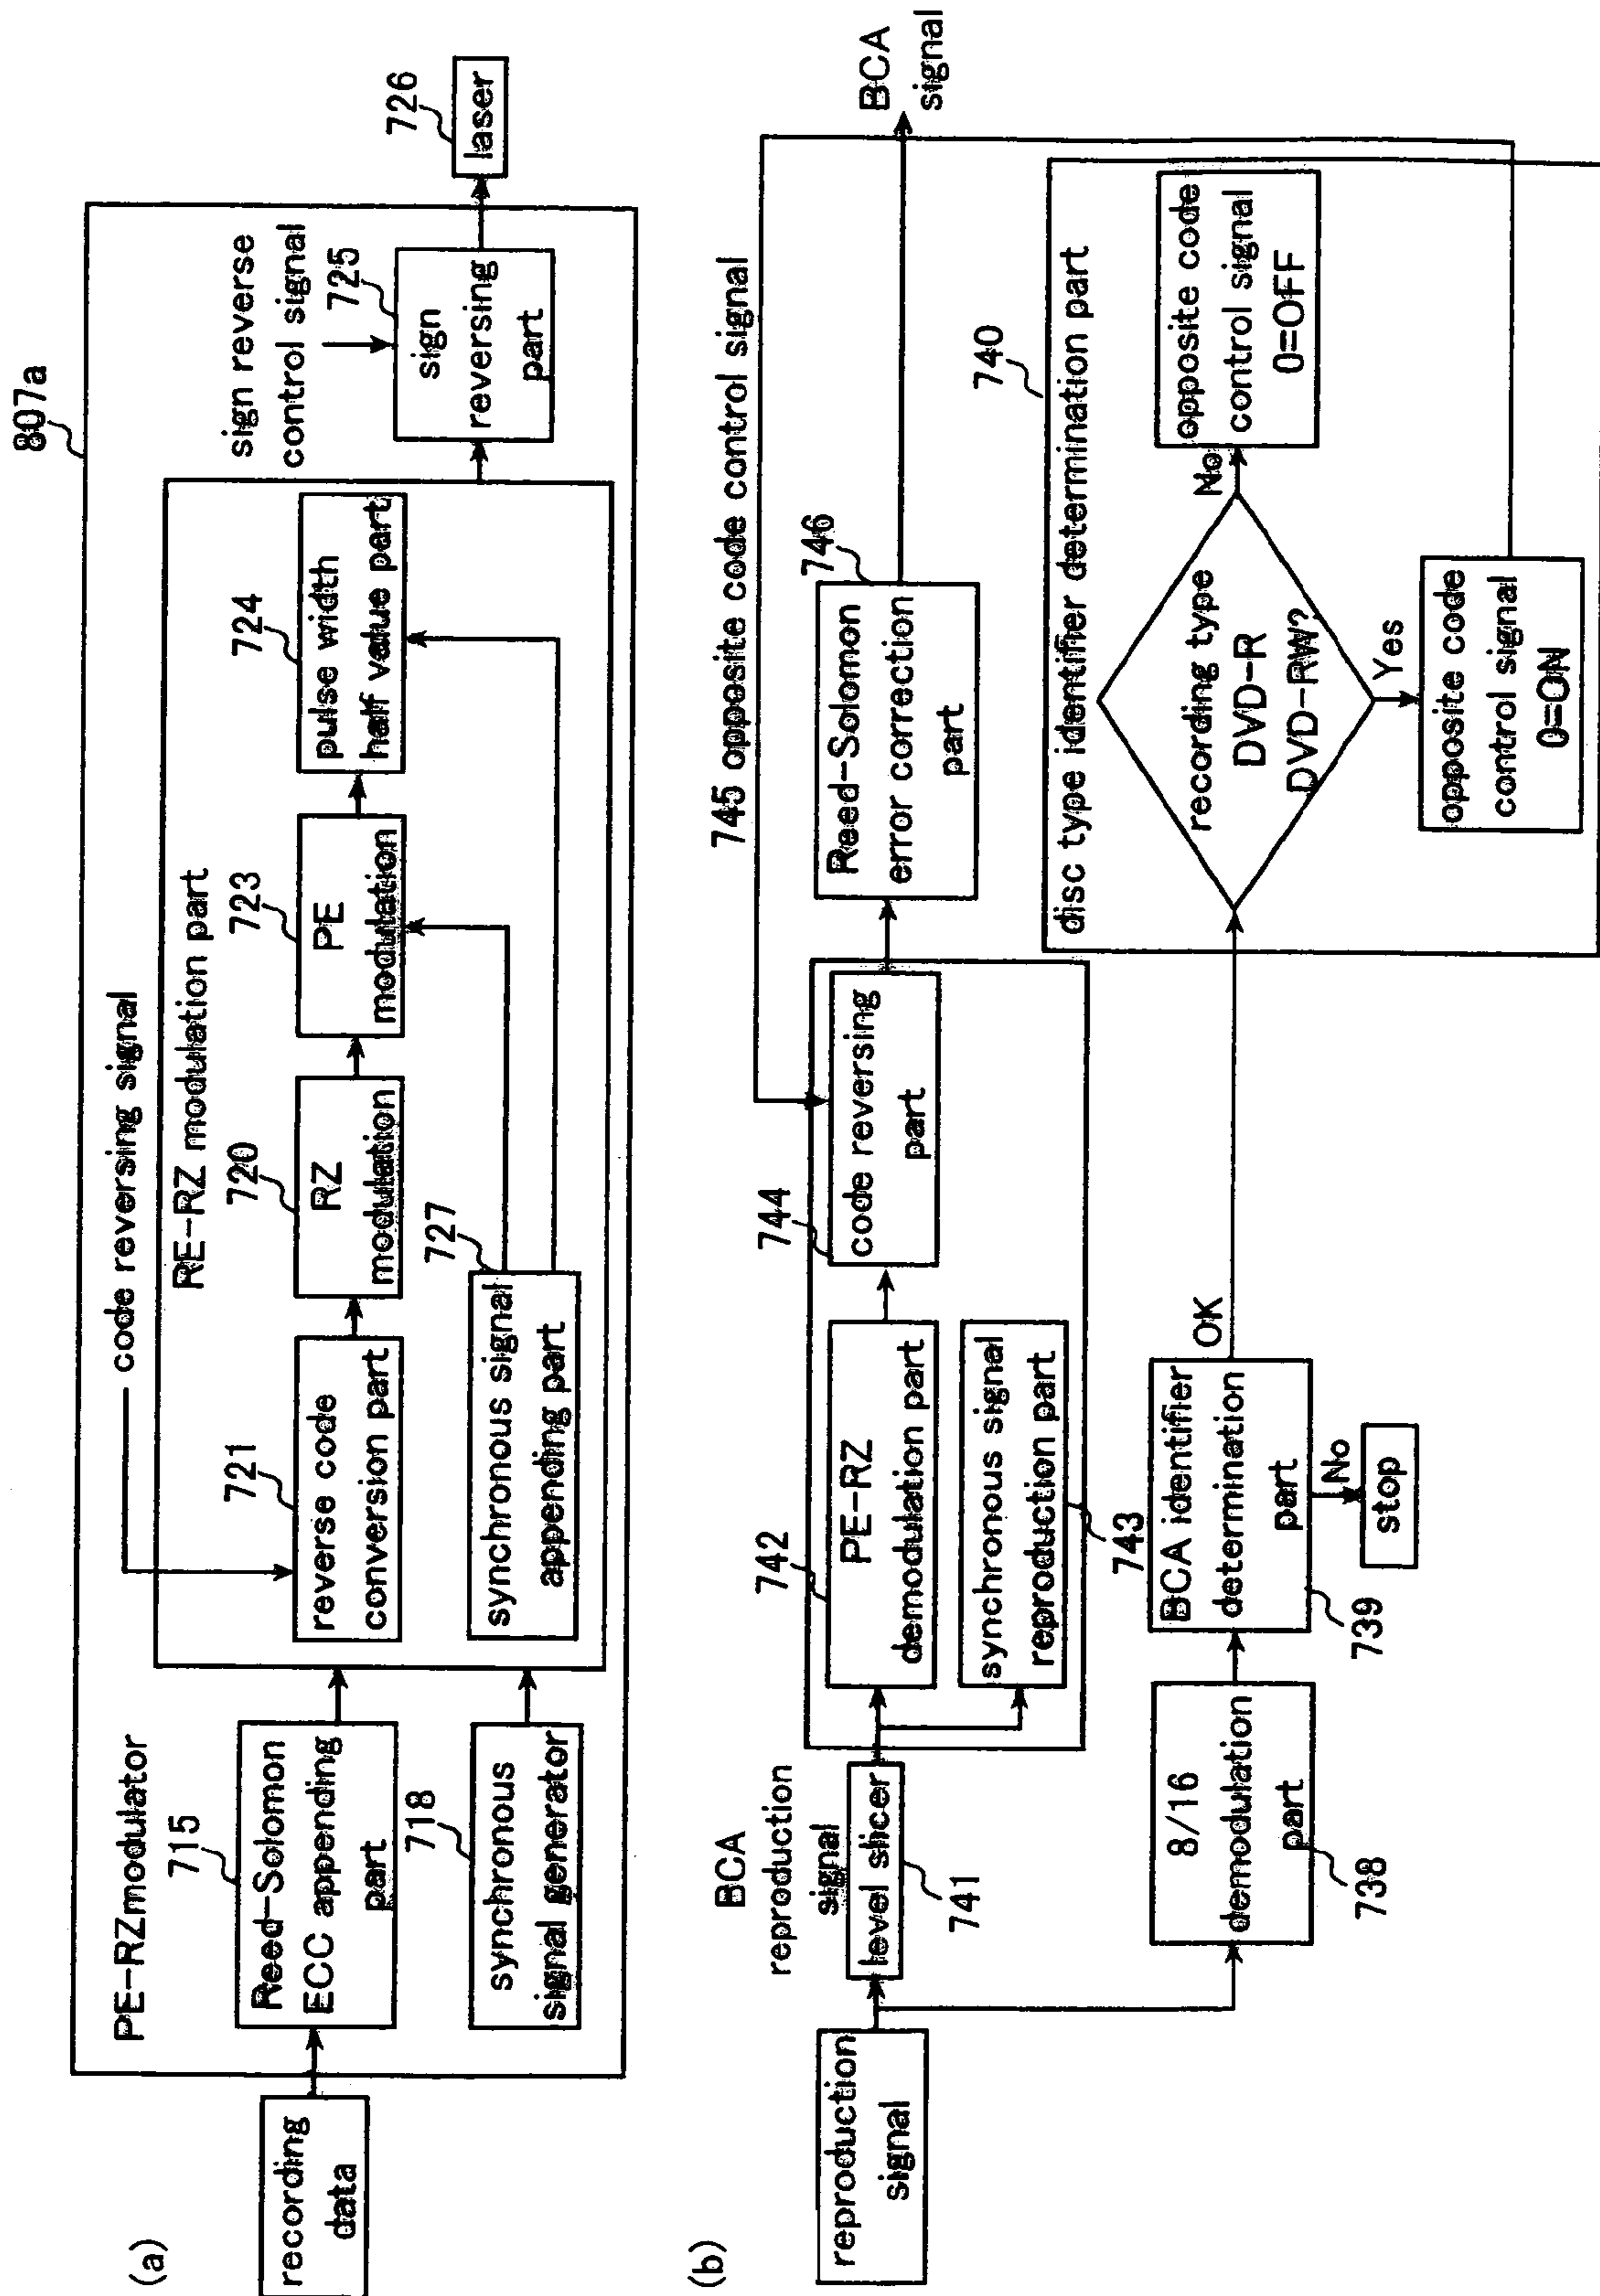 (a)
807a
PE-RZmodulator
recording
data
715
Reed-Solomon
ECC appending
part
718
synchronous
signal generator
code reversing signal
RE-RZ modulation part
721
reverse code
conversion part
720
RZ
modulation
723
PE
modulation
724
pulse width
half value part
727
synchronous signal
appending part
sign reverse
control signal
725
sign
reversing
part
726
laser
(b)
reproduction
signal
BCA
reproduction
signal
level slicer
741
742
PE-RZ
demodulation part
synchronous signal
reproduction part
743
744
code reversing
part
745 opposite code control signal
746
Reed-Solomon
error correction
part
BCA
signal
8/16
demodulation
part
738
BCA identifier
determination
part
739
OK
No
stop
740
disc type identifier determination part
recording type
DVD-R
DVD-RW?
No
opposite code
control signal
0=OFF
Yes
opposite code
control signal
0=ON